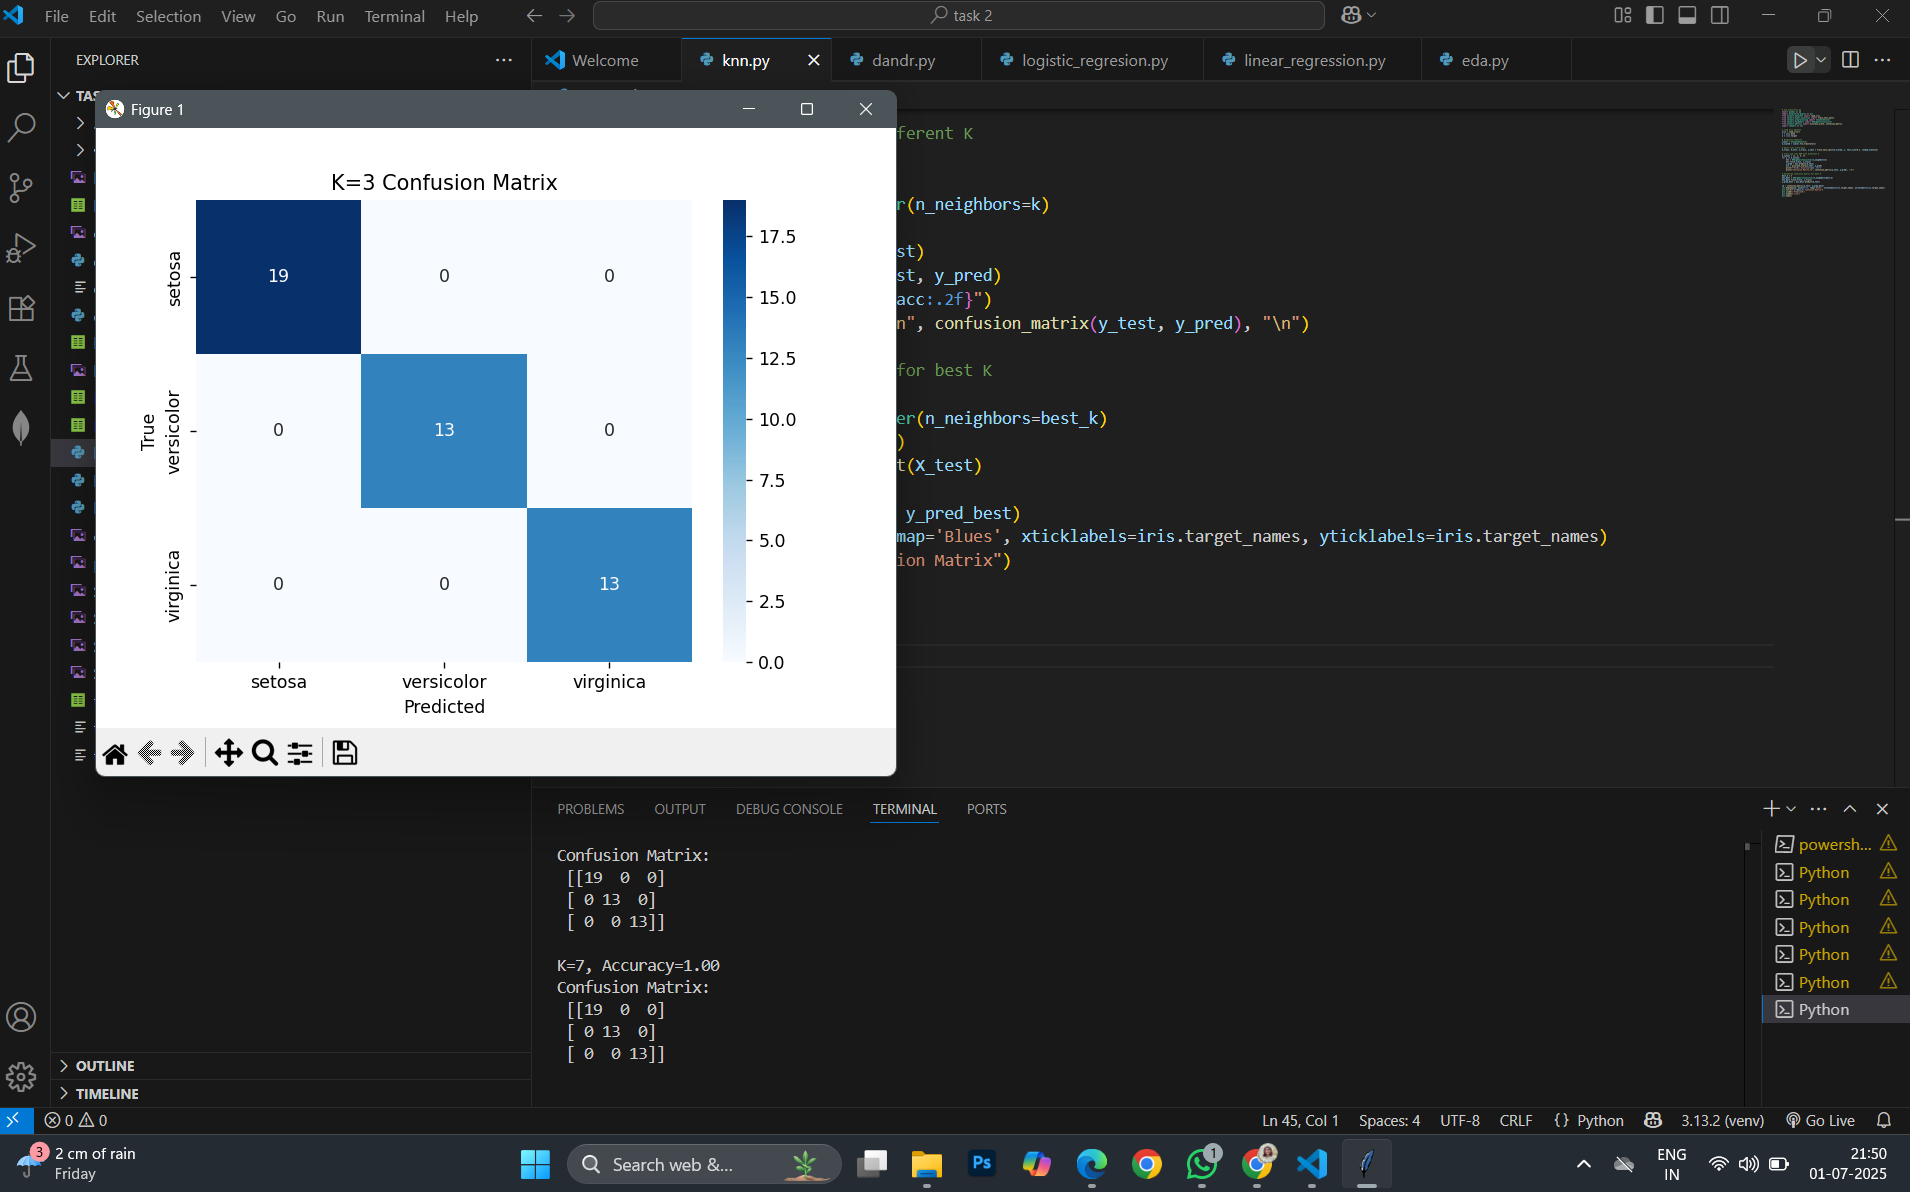 File Edit Selection View Go Run Terminal Help
task 2
EXPLORER
Welcome
knn.py
dandr.py
logistic_regresion.py
linear_regression.py
eda.py
Figure 1
K=3 Confusion Matrix
setosa
versicolor
virginica
True
19 0 0
0 13 0
0 0 13
setosa versicolor virginica
Predicted
17.5
15.0
12.5
10.0
7.5
5.0
2.5
0.0
ferent K
r(n_neighbors=k)
st)
st, y_pred)
acc:.2f}")
n", confusion_matrix(y_test, y_pred), "\n")
for best K
er(n_neighbors=best_k)
)
t(X_test)
y_pred_best)
map='Blues', xticklabels=iris.target_names, yticklabels=iris.target_names)
ion Matrix")
PROBLEMS OUTPUT DEBUG CONSOLE TERMINAL PORTS
Confusion Matrix:
[[19 0 0]
[ 0 13 0]
[ 0 0 13]]
K=7, Accuracy=1.00
Confusion Matrix:
[[19 0 0]
[ 0 13 0]
[ 0 0 13]]
powersh...
Python
Python
Python
Python
Python
Python
OUTLINE
TIMELINE
0 0
Ln 45, Col 1 Spaces: 4 UTF-8 CRLF {} Python 3.13.2 (venv) Go Live
3
2 cm of rain
Friday
Search web &...
Ps
1
ENG
IN
21:50
01-07-2025